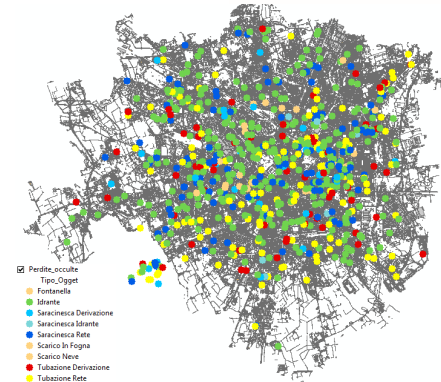 Perdite_occulte
Tipo_Ogget
Fontanella
Idrante
Saracinesca Derivazione
Saracinesca Idrante
Saracinesca Rete
Scarico In Fogna
Scarico Neve
Tubazione Derivazione
Tubazione Rete